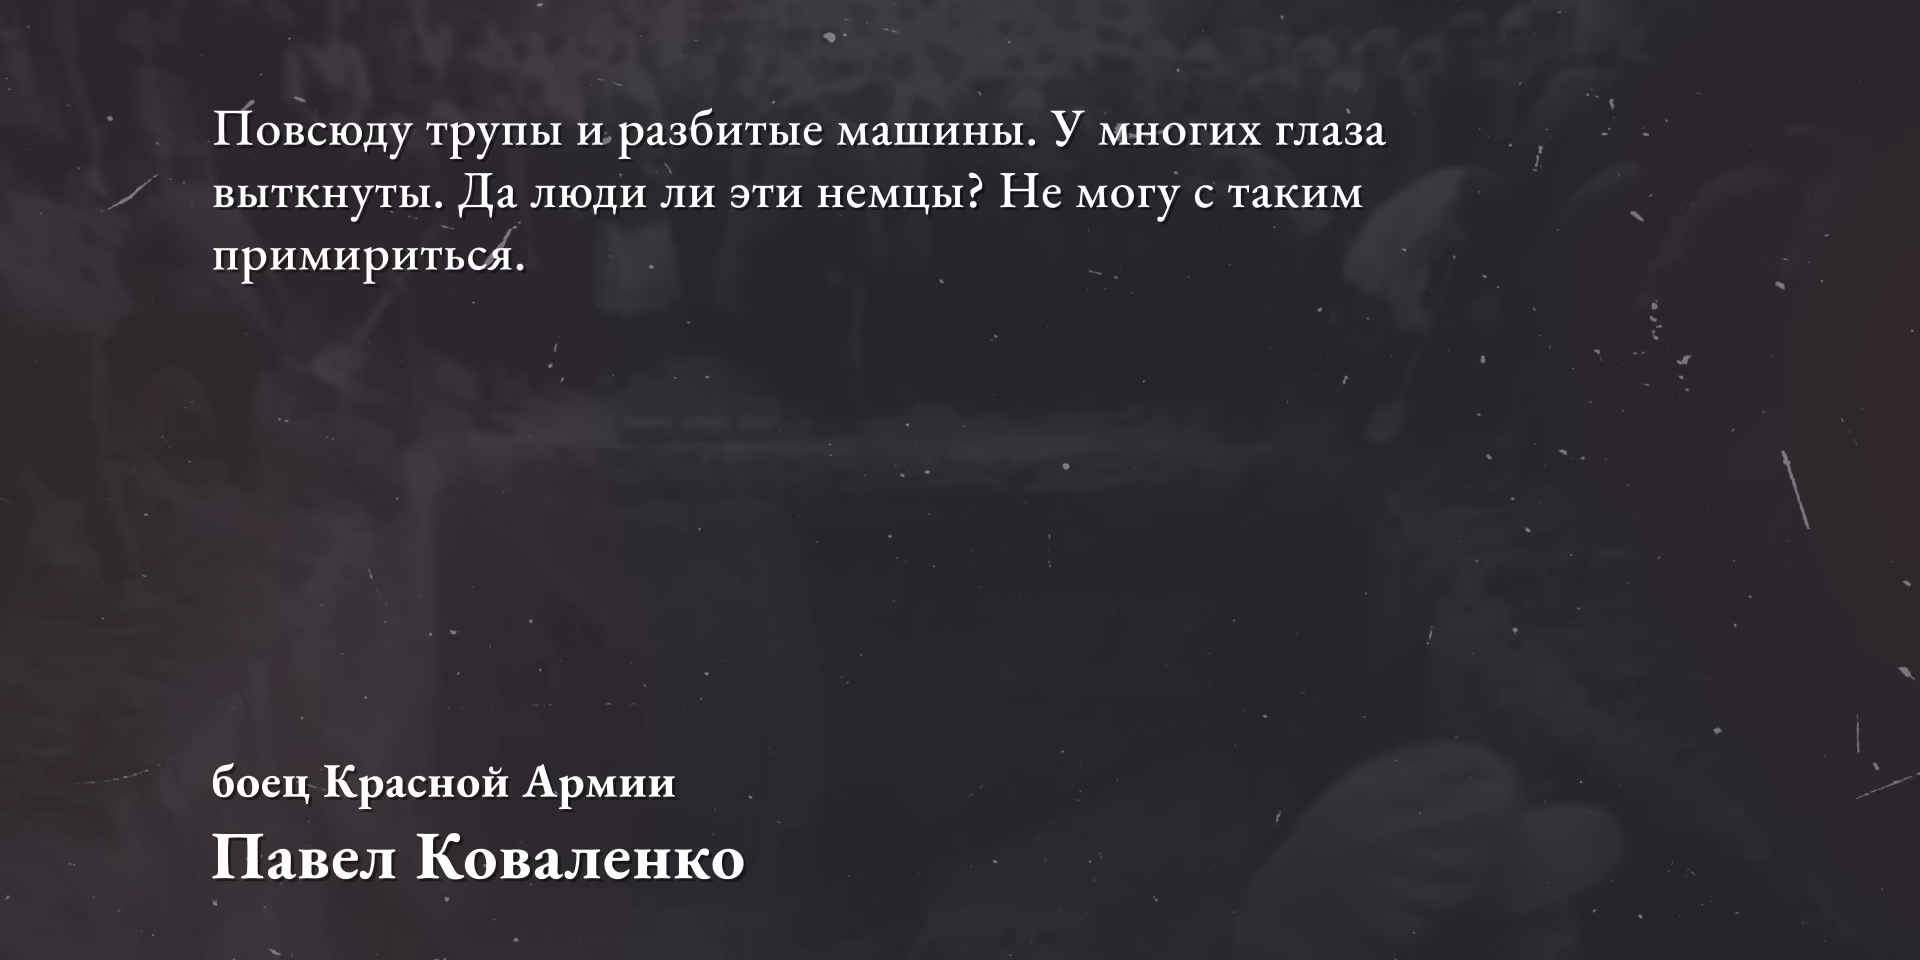 Повсюду трупы и разбитые машины. У многих глаза
выткнуты. Да люди ли эти немцы? Не могу с таким
примириться.
боец Красной Армии
Павел Коваленко